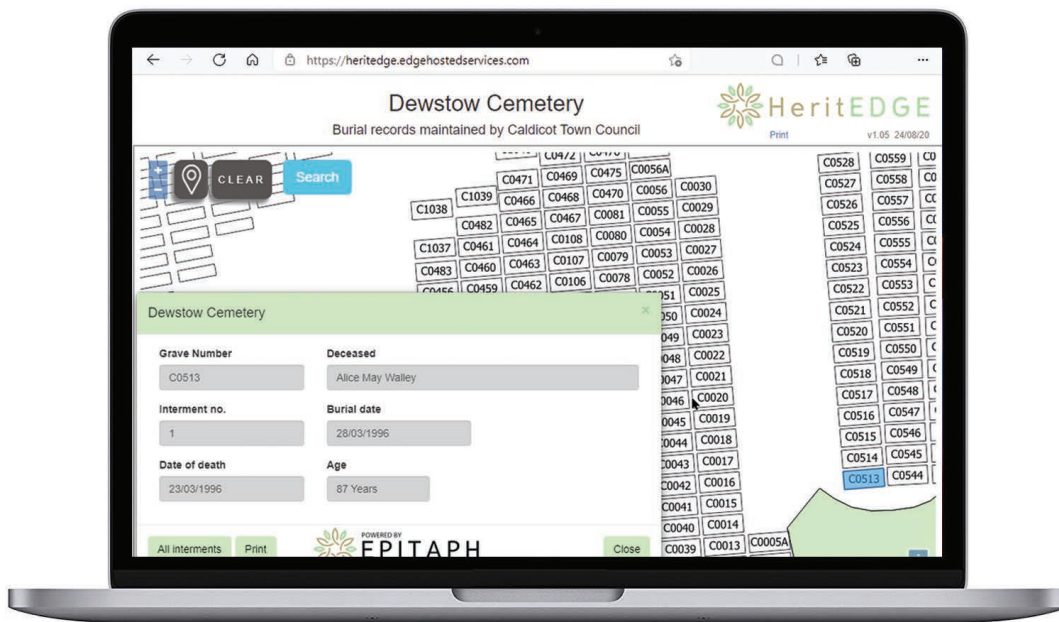 https://heritedge.edgehostedservices.com
Dewstow Cemetery
Burial records maintained by Caldicot Town Council
HeritEDGE
Print v1.05 24/08/20
+
−
CLEAR
Search
C0472
C0471 C0469 C0475 C0056A
C1038 C1039 C0466 C0468 C0470 C0056 C0030
C0482 C0465 C0467 C0081 C0055 C0029
C1037 C0461 C0464 C0108 C0080 C0054 C0028
C0483 C0460 C0463 C0107 C0079 C0053 C0027
C0456 C0459 C0462 C0106 C0078 C0052 C0026
C0025
C0024
C0023
C0022
C0021
C0020
C0019
C0044 C0018
C0043 C0017
C0042 C0016
C0041 C0015
C0040 C0014
C0039 C0013 C0005A
C0528 C0559
C0527 C0558
C0526 C0557
C0525 C0556
C0524 C0555
C0523 C0554
C0522 C0553
C0521 C0552
C0520 C0551
C0519 C0550
C0518 C0549
C0517 C0548
C0516 C0547
C0515 C0546
C0514 C0545
C0513 C0544
Dewstow Cemetery ×
Grave Number Deceased
C0513 Alice May Walley
Interment no. Burial date
1 28/03/1996
Date of death Age
23/03/1996 87 Years
All interments Print
POWERED BY
EPITAPH
Close